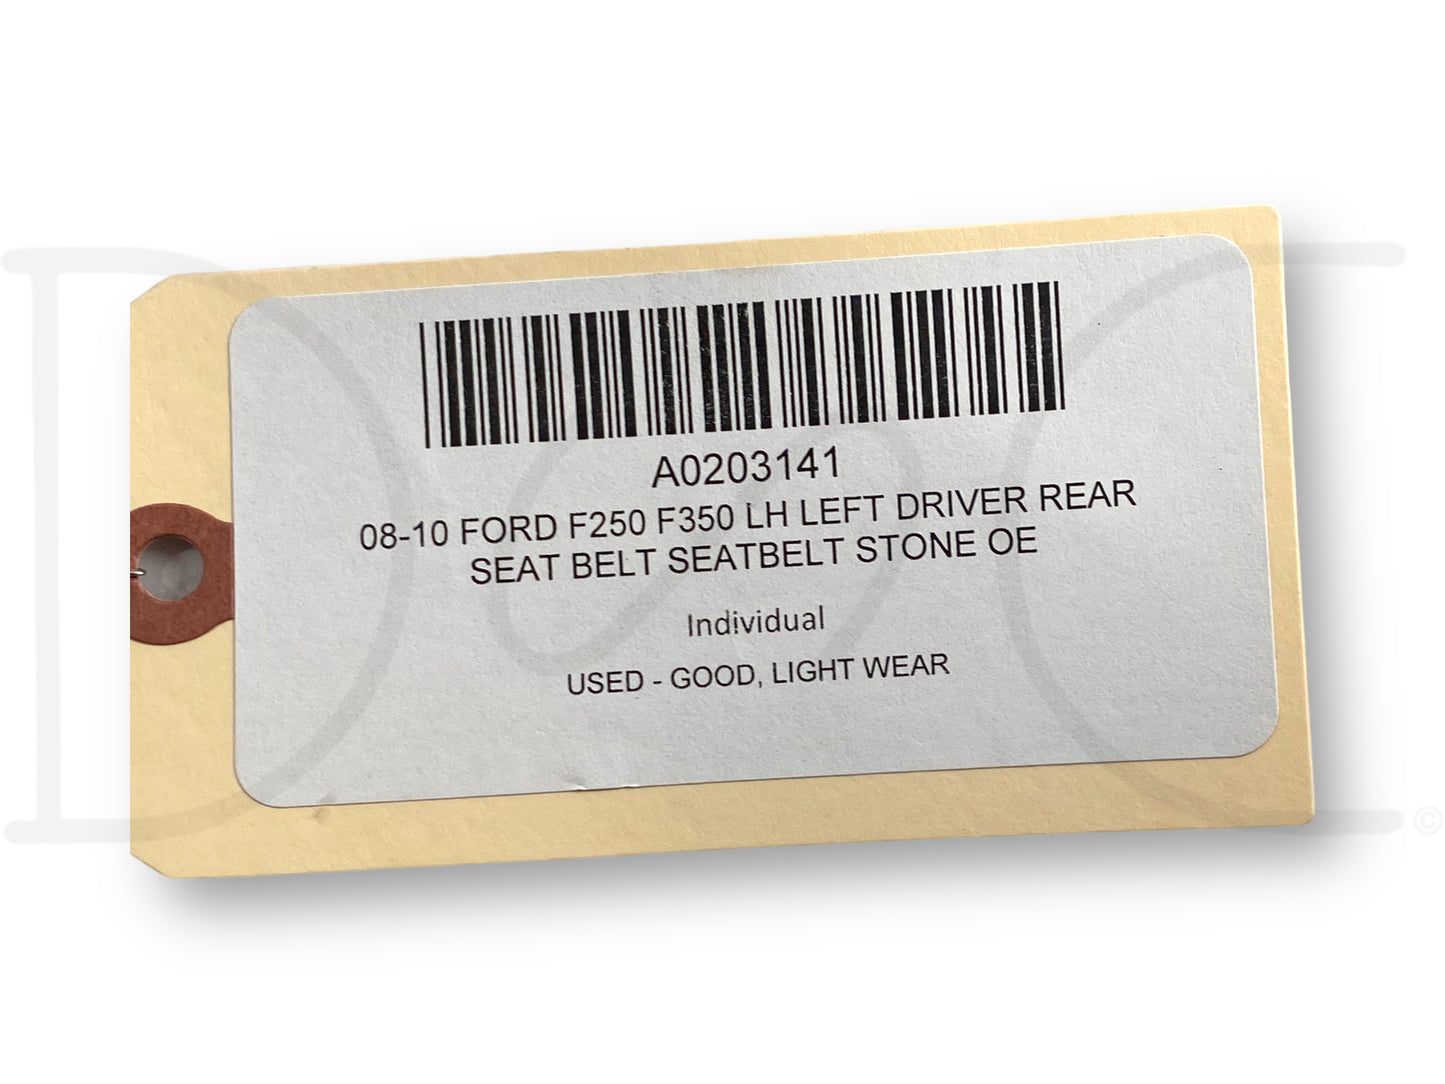 A0203141
08-10 FORD F250 F350 LH LEFT DRIVER REAR
SEAT BELT SEATBELT STONE OE
Individual
USED - GOOD, LIGHT WEAR
©